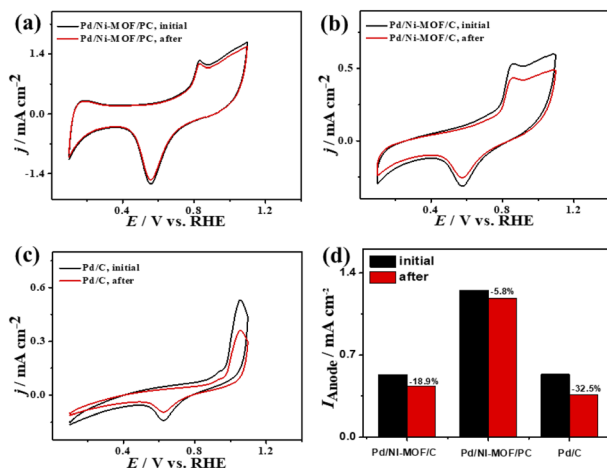 (a)
Pd/Ni-MOF/PC, initial
Pd/Ni-MOF/PC, after
j / mA cm⁻²
1.4
0.0
-1.4
0.4
0.8
1.2
E / V vs. RHE
(b)
Pd/Ni-MOF/C, initial
Pd/Ni-MOF/C, after
j / mA cm⁻²
0.5
0.0
0.4
0.8
1.2
E / V vs. RHE
(c)
Pd/C, initial
Pd/C, after
j / mA cm⁻²
0.6
0.3
0.0
0.4
0.8
1.2
E / V vs. RHE
(d)
initial
after
I Anode / mA cm⁻²
1.4
0.7
0.0
-18.9%
-5.8%
-32.5%
Pd/NI-MOF/C
Pd/NI-MOF/PC
Pd/C